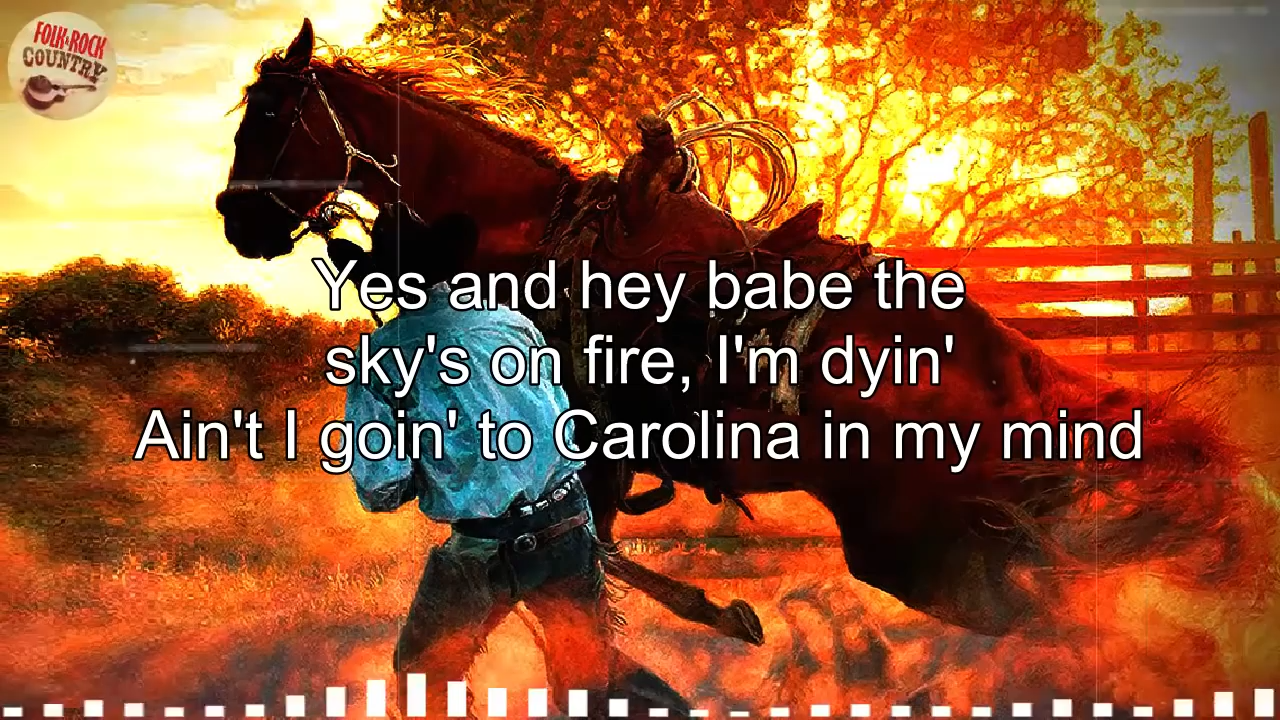 FOLK & ROCK
COUNTRY
Yes and hey babe the
sky's on fire, I'm dyin'
Ain't I goin' to Carolina in my mind